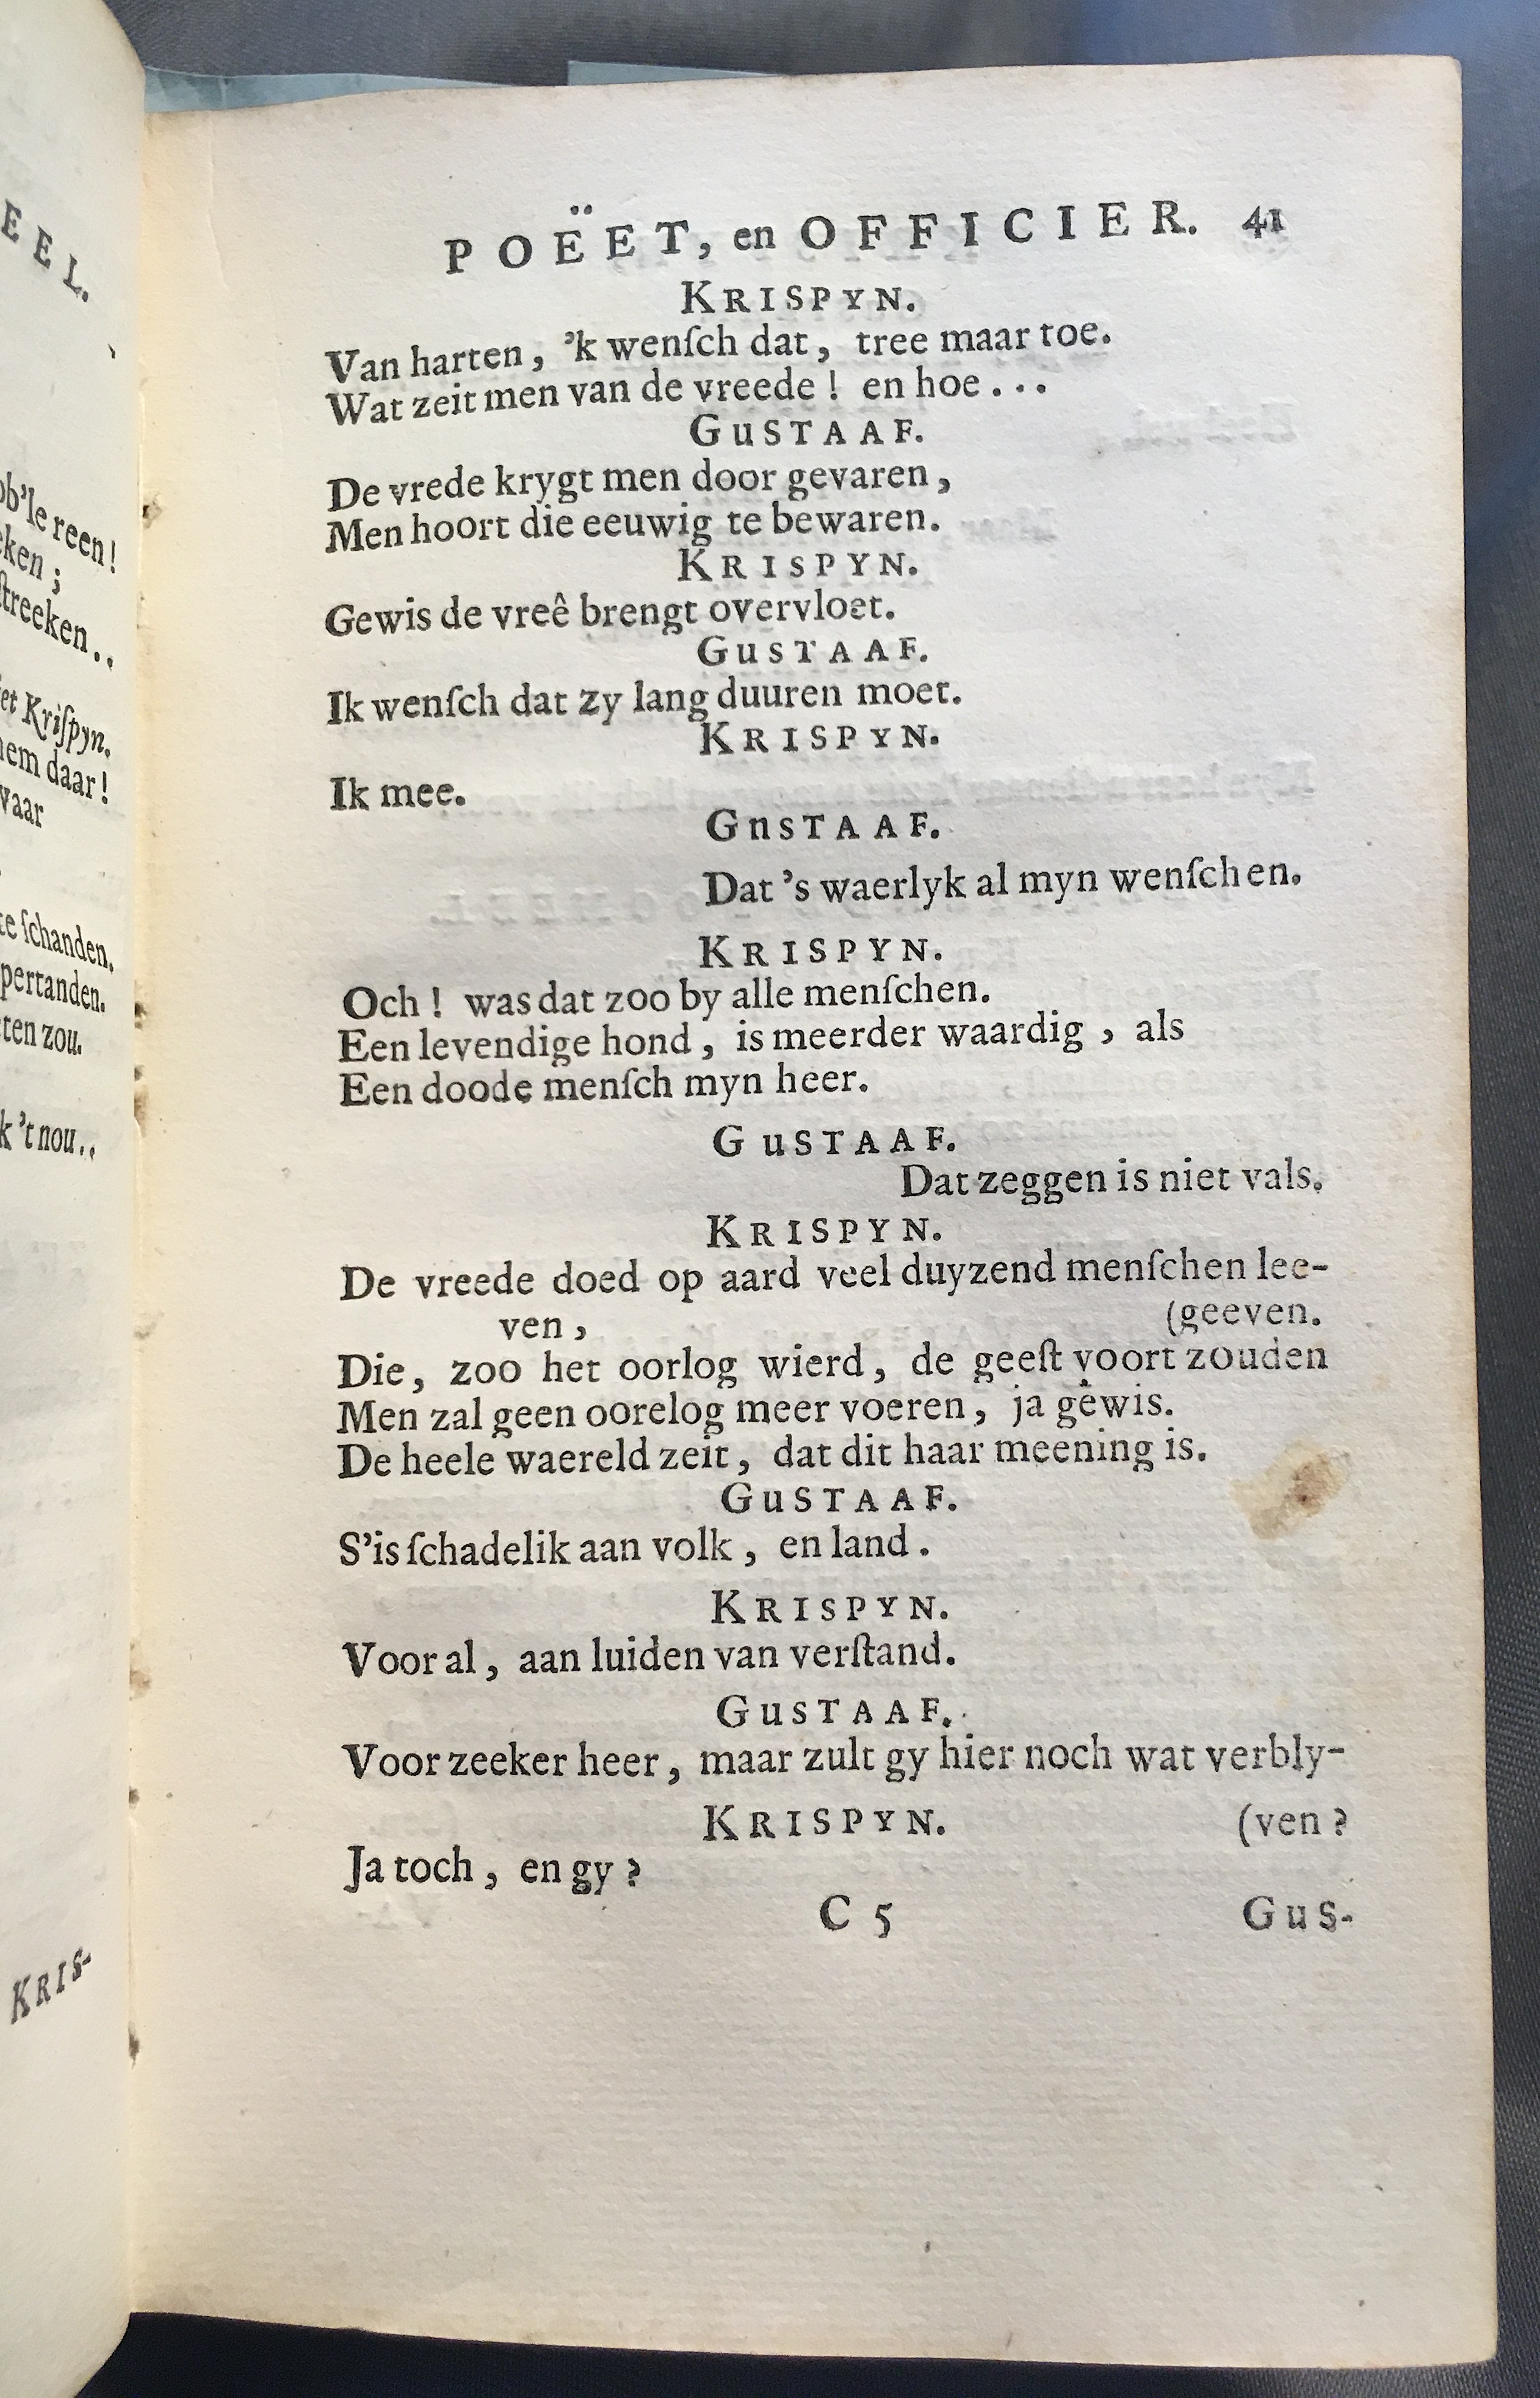 EEL.
ob'le reen!
ken;
ſtreeken..
et Kriſpyn.
hem daar!
waar
te ſchanden.
pertanden.
ten zou.
k 't nou..
KRIS-
POËET, en OFFICIER. 41
KRISPYN.
Van harten, 'k wenſch dat, tree maar toe.
Wat zeit men van de vreede! en hoe...
GuSTAAF.
De vrede krygt men door gevaren,
Men hoort die eeuwig te bewaren.
KRISPYN.
Gewis de vreê brengt overvloet.
GuSTAAF.
Ik wenſch dat zy lang duuren moet.
KRISPYN.
Ik mee.
GnSTAAF.
Dat 's waerlyk al myn wenſchen.
KRISPYN.
Och! was dat zoo by alle menſchen.
Een levendige hond, is meerder waardig, als
Een doode menſch myn heer.
GuSTAAF.
Dat zeggen is niet vals.
KRISPYN.
De vreede doed op aard veel duyzend menſchen lee-
ven, (geeven.
Die, zoo het oorlog wierd, de geeſt voort zouden
Men zal geen oorelog meer voeren, ja gewis.
De heele waereld zeit, dat dit haar meening is.
GuSTAAF.
S'is ſchadelik aan volk, en land.
KRISPYN.
Voor al, aan luiden van verſtand.
GuSTAAF.
Voor zeeker heer, maar zult gy hier noch wat verbly-
KRISPYN. (ven?
Ja toch, en gy?
C 5 GuS-